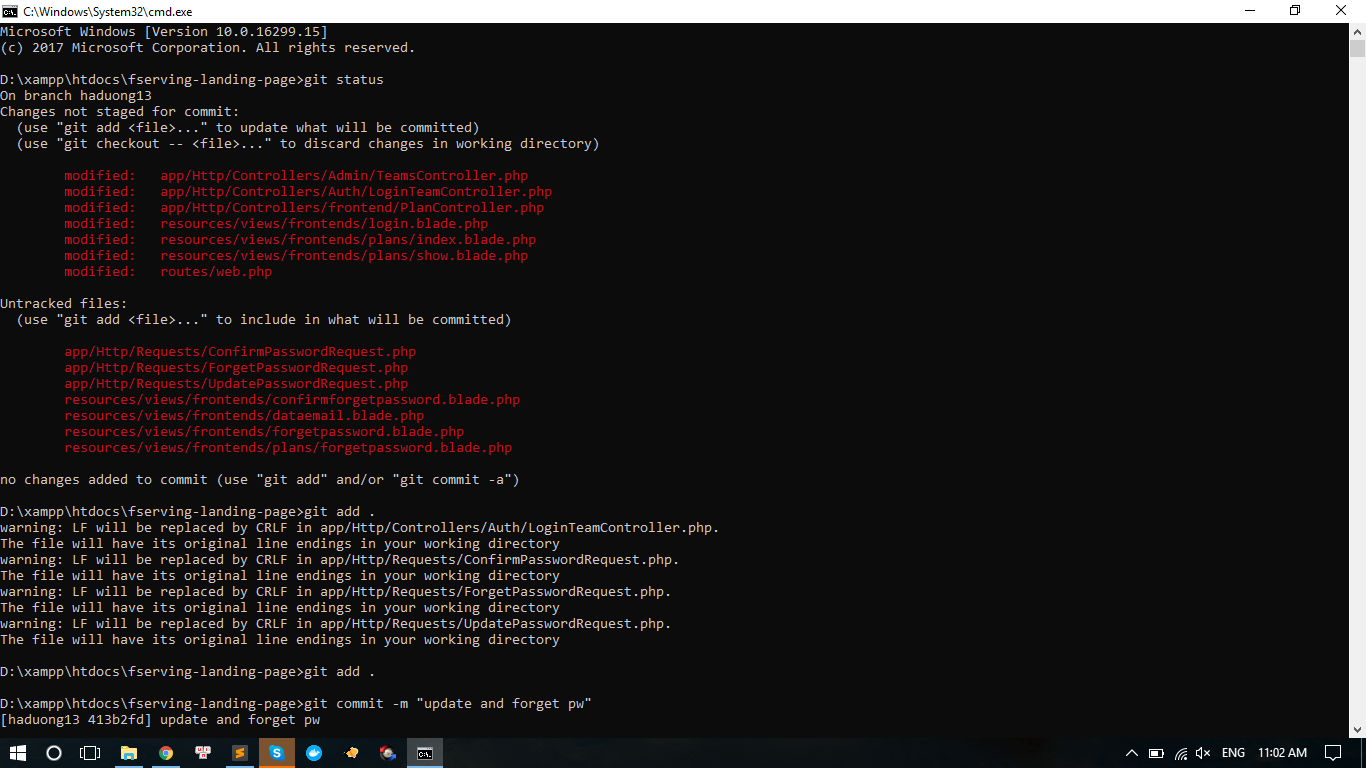 C:\Windows\System32\cmd.exe
Microsoft Windows [Version 10.0.16299.15]
(c) 2017 Microsoft Corporation. All rights reserved.
D:\xampp\htdocs\fserving-landing-page>git status
On branch haduong13
Changes not staged for commit:
(use "git add <file>..." to update what will be committed)
(use "git checkout -- <file>..." to discard changes in working directory)
modified: app/Http/Controllers/Admin/TeamsController.php
modified: app/Http/Controllers/Auth/LoginTeamController.php
modified: app/Http/Controllers/frontend/PlanController.php
modified: resources/views/frontends/login.blade.php
modified: resources/views/frontends/plans/index.blade.php
modified: resources/views/frontends/plans/show.blade.php
modified: routes/web.php
Untracked files:
(use "git add <file>..." to include in what will be committed)
app/Http/Requests/ConfirmPasswordRequest.php
app/Http/Requests/ForgetPasswordRequest.php
app/Http/Requests/UpdatePasswordRequest.php
resources/views/frontends/confirmforgetpassword.blade.php
resources/views/frontends/dataemail.blade.php
resources/views/frontends/forgetpassword.blade.php
resources/views/frontends/plans/forgetpassword.blade.php
no changes added to commit (use "git add" and/or "git commit -a")
D:\xampp\htdocs\fserving-landing-page>git add .
warning: LF will be replaced by CRLF in app/Http/Controllers/Auth/LoginTeamController.php.
The file will have its original line endings in your working directory
warning: LF will be replaced by CRLF in app/Http/Requests/ConfirmPasswordRequest.php.
The file will have its original line endings in your working directory
warning: LF will be replaced by CRLF in app/Http/Requests/ForgetPasswordRequest.php.
The file will have its original line endings in your working directory
warning: LF will be replaced by CRLF in app/Http/Requests/UpdatePasswordRequest.php.
The file will have its original line endings in your working directory
D:\xampp\htdocs\fserving-landing-page>git add .
D:\xampp\htdocs\fserving-landing-page>git commit -m "update and forget pw"
[haduong13 413b2fd] update and forget pw
ENG 11:02 AM